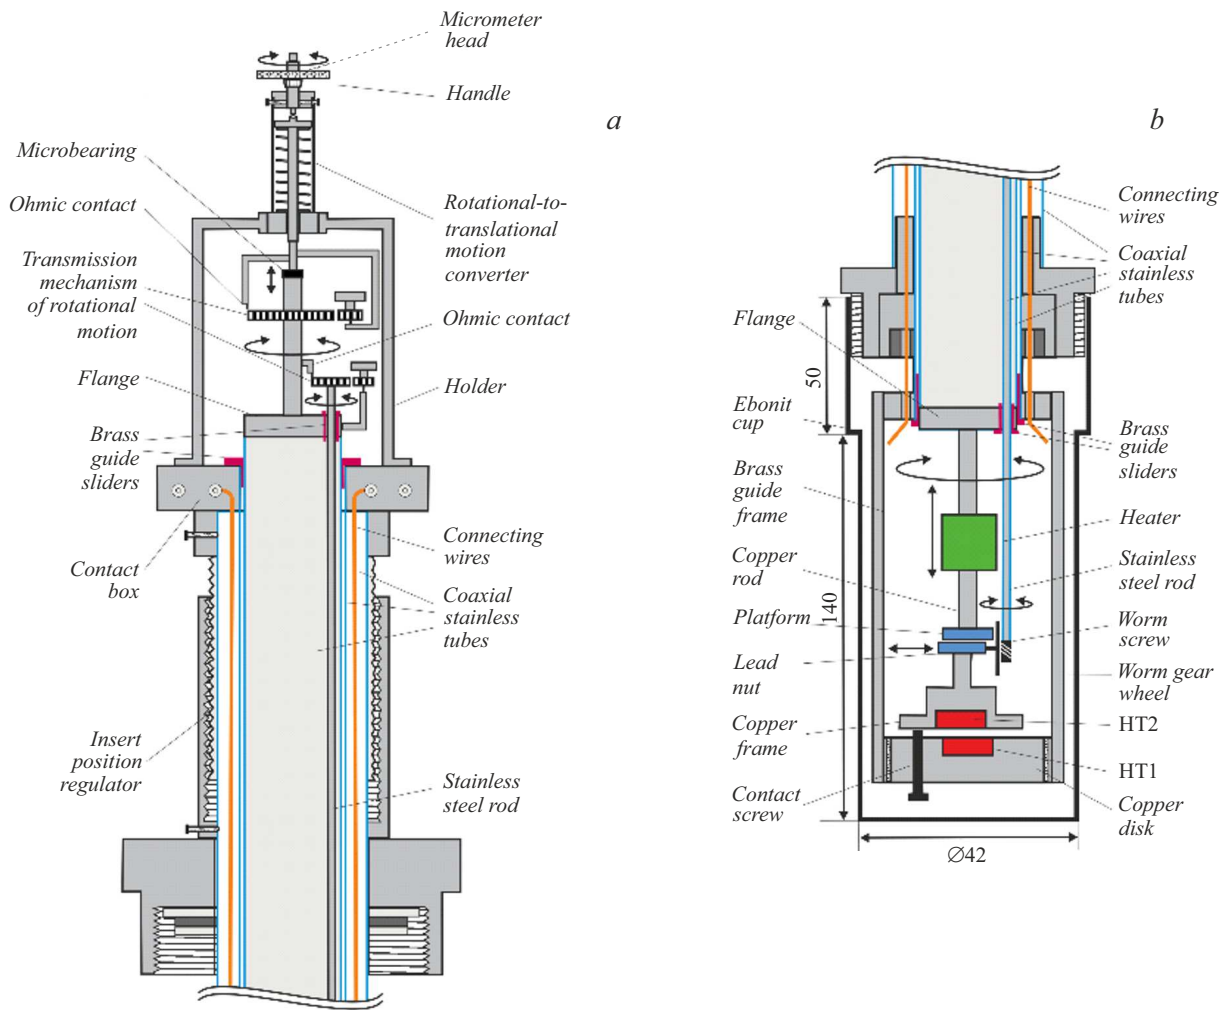 Micrometer
head
Handle
a
Microbearing
Ohmic contact
Rotational-to-
translational
motion
converter
Transmission
mechanism
of rotational
motion
Ohmic contact
Flange
Holder
Brass
guide
sliders
Connecting
wires
Contact
box
Coaxial
stainless
tubes
Insert
position
regulator
Stainless
steel rod
b
Connecting
wires
Coaxial
stainless
tubes
Flange
50
Ebonit
cup
Brass
guide
sliders
Brass
guide
frame
Heater
Copper
rod
Stainless
steel rod
140
Platform
Worm
screw
Lead
nut
Worm gear
wheel
Copper
frame
HT2
HT1
Contact
screw
Copper
disk
∅42